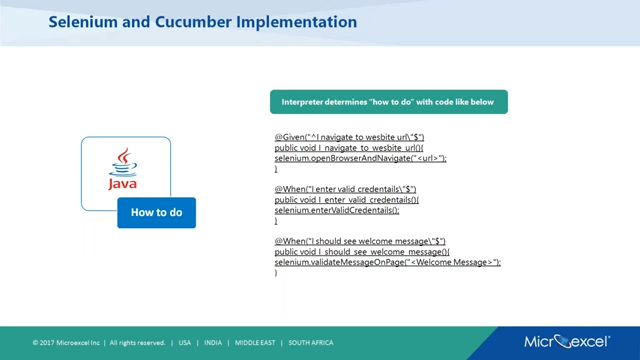 Selenium and Cucumber Implementation
Interpreter determines "how to do" with code like below
Java
How to do
@Given("^I navigate to wesbite url\"$")
public void I_navigate_to_wesbite_url(){
selenium.openBrowserAndNavigate("<url>");
}
@When("I enter valid credentails\"$")
public void I_enter_valid_credentails(){
selenium.enterValidCredentails();
}
@When("I should see welcome message\"$")
public void I_should_see_welcome_message(){
selenium.validateMessageOnPage("<Welcome Message>");
}
© 2017 Microexcel Inc | All rights reserved. | USA | INDIA | MIDDLE EAST | SOUTH AFRICA
Microexcel